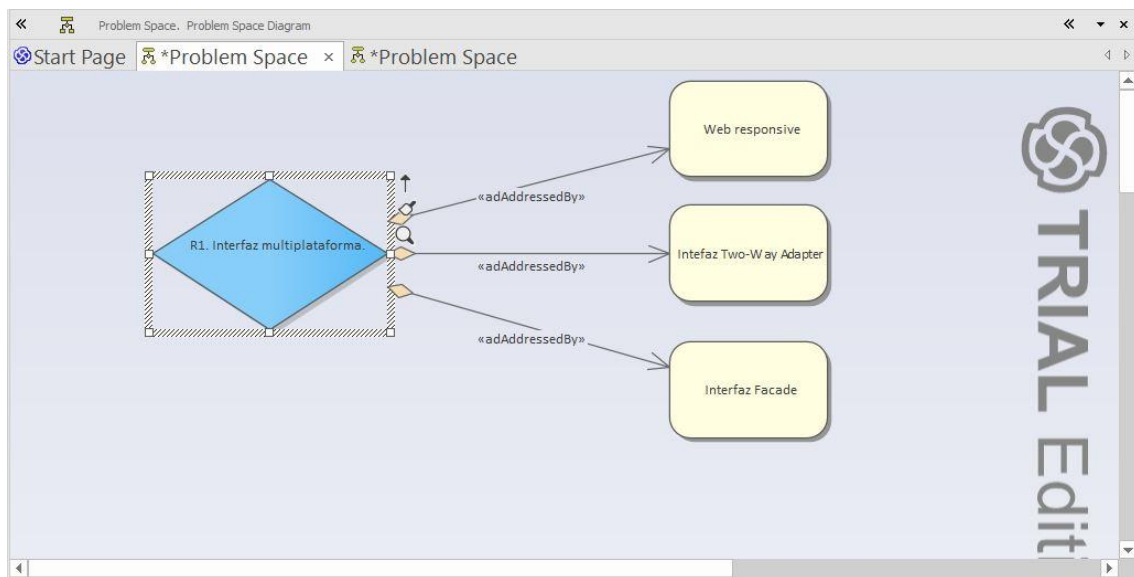 Problem Space. Problem Space Diagram
Start Page *Problem Space × *Problem Space
Web responsive
«adAddressedBy»
R1. Interfaz multiplataforma.
Intefaz Two-Way Adapter
«adAddressedBy»
«adAddressedBy»
Interfaz Facade
TRIAL Editi